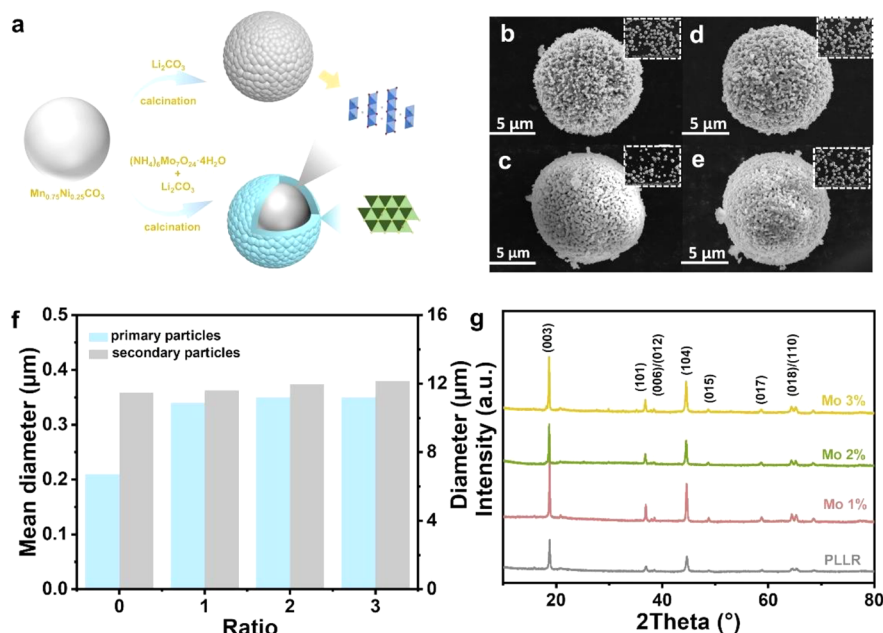 a
Li₂CO₃
calcination
Mn₀.₇₅Ni₀.₂₅CO₃
(NH₄)₆Mo₇O₂₄·4H₂O
+
Li₂CO₃
calcination
b
5 μm
d
5 μm
c
5 μm
e
5 μm
f
Mean diameter (μm)
0.5
0.4
0.3
0.2
0.1
0.0
primary particles
secondary particles
16
12
8
4
0
Diameter (μm)
0 1 2 3
Ratio
g
Intensity (a.u.)
(003)
(101)
(006)/(012)
(104)
(015)
(017)
(018)/(110)
Mo 3%
Mo 2%
Mo 1%
PLLR
20 40 60 80
2Theta (°)